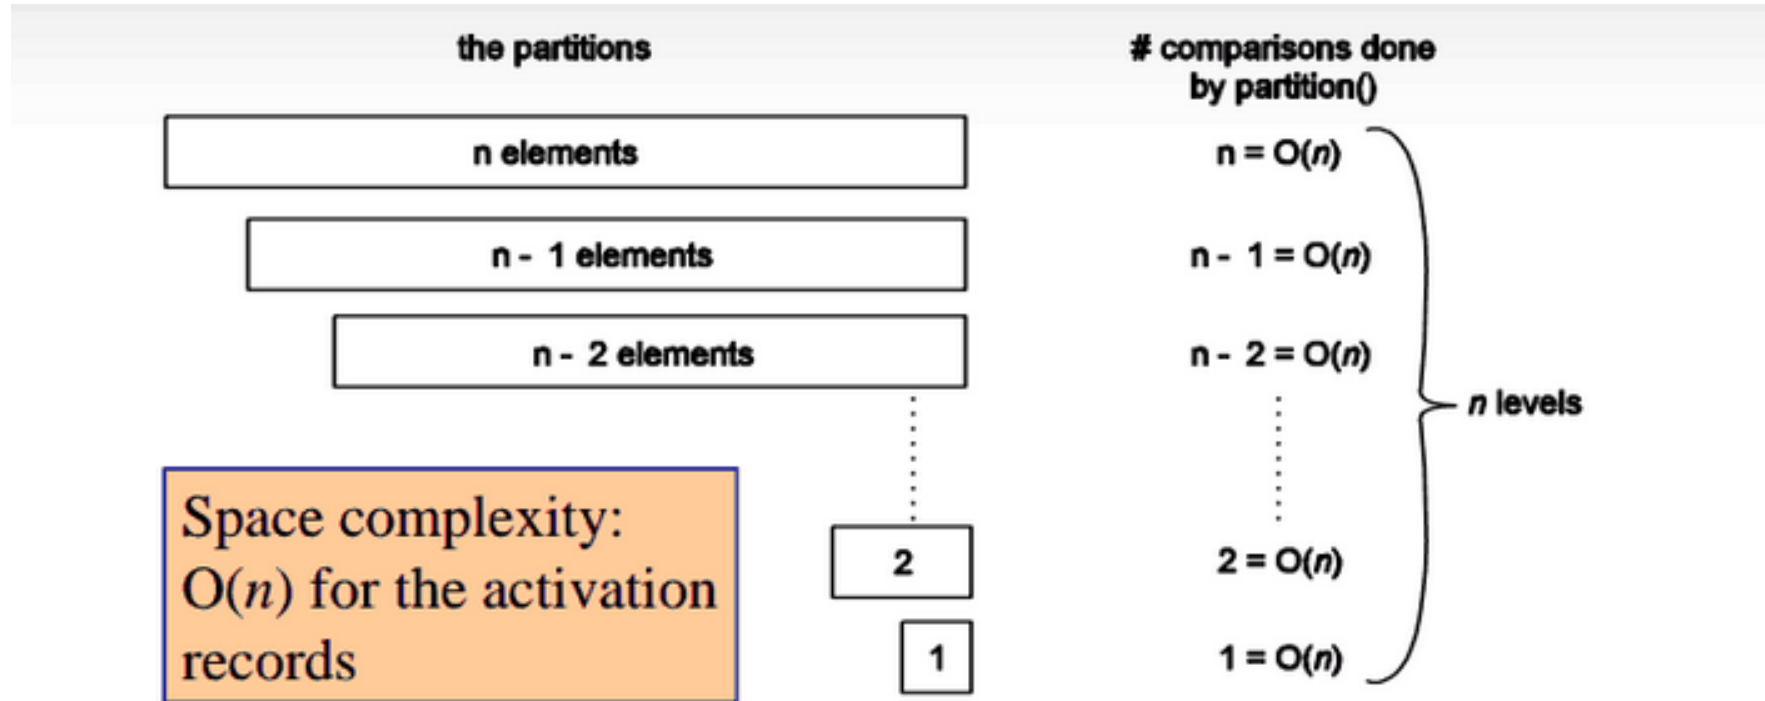 the partitions
# comparisons done
by partition()
n elements
n = O(n)
n - 1 elements
n - 1 = O(n)
n - 2 elements
n - 2 = O(n)
n levels
Space complexity:
O(n) for the activation
records
2
2 = O(n)
1
1 = O(n)